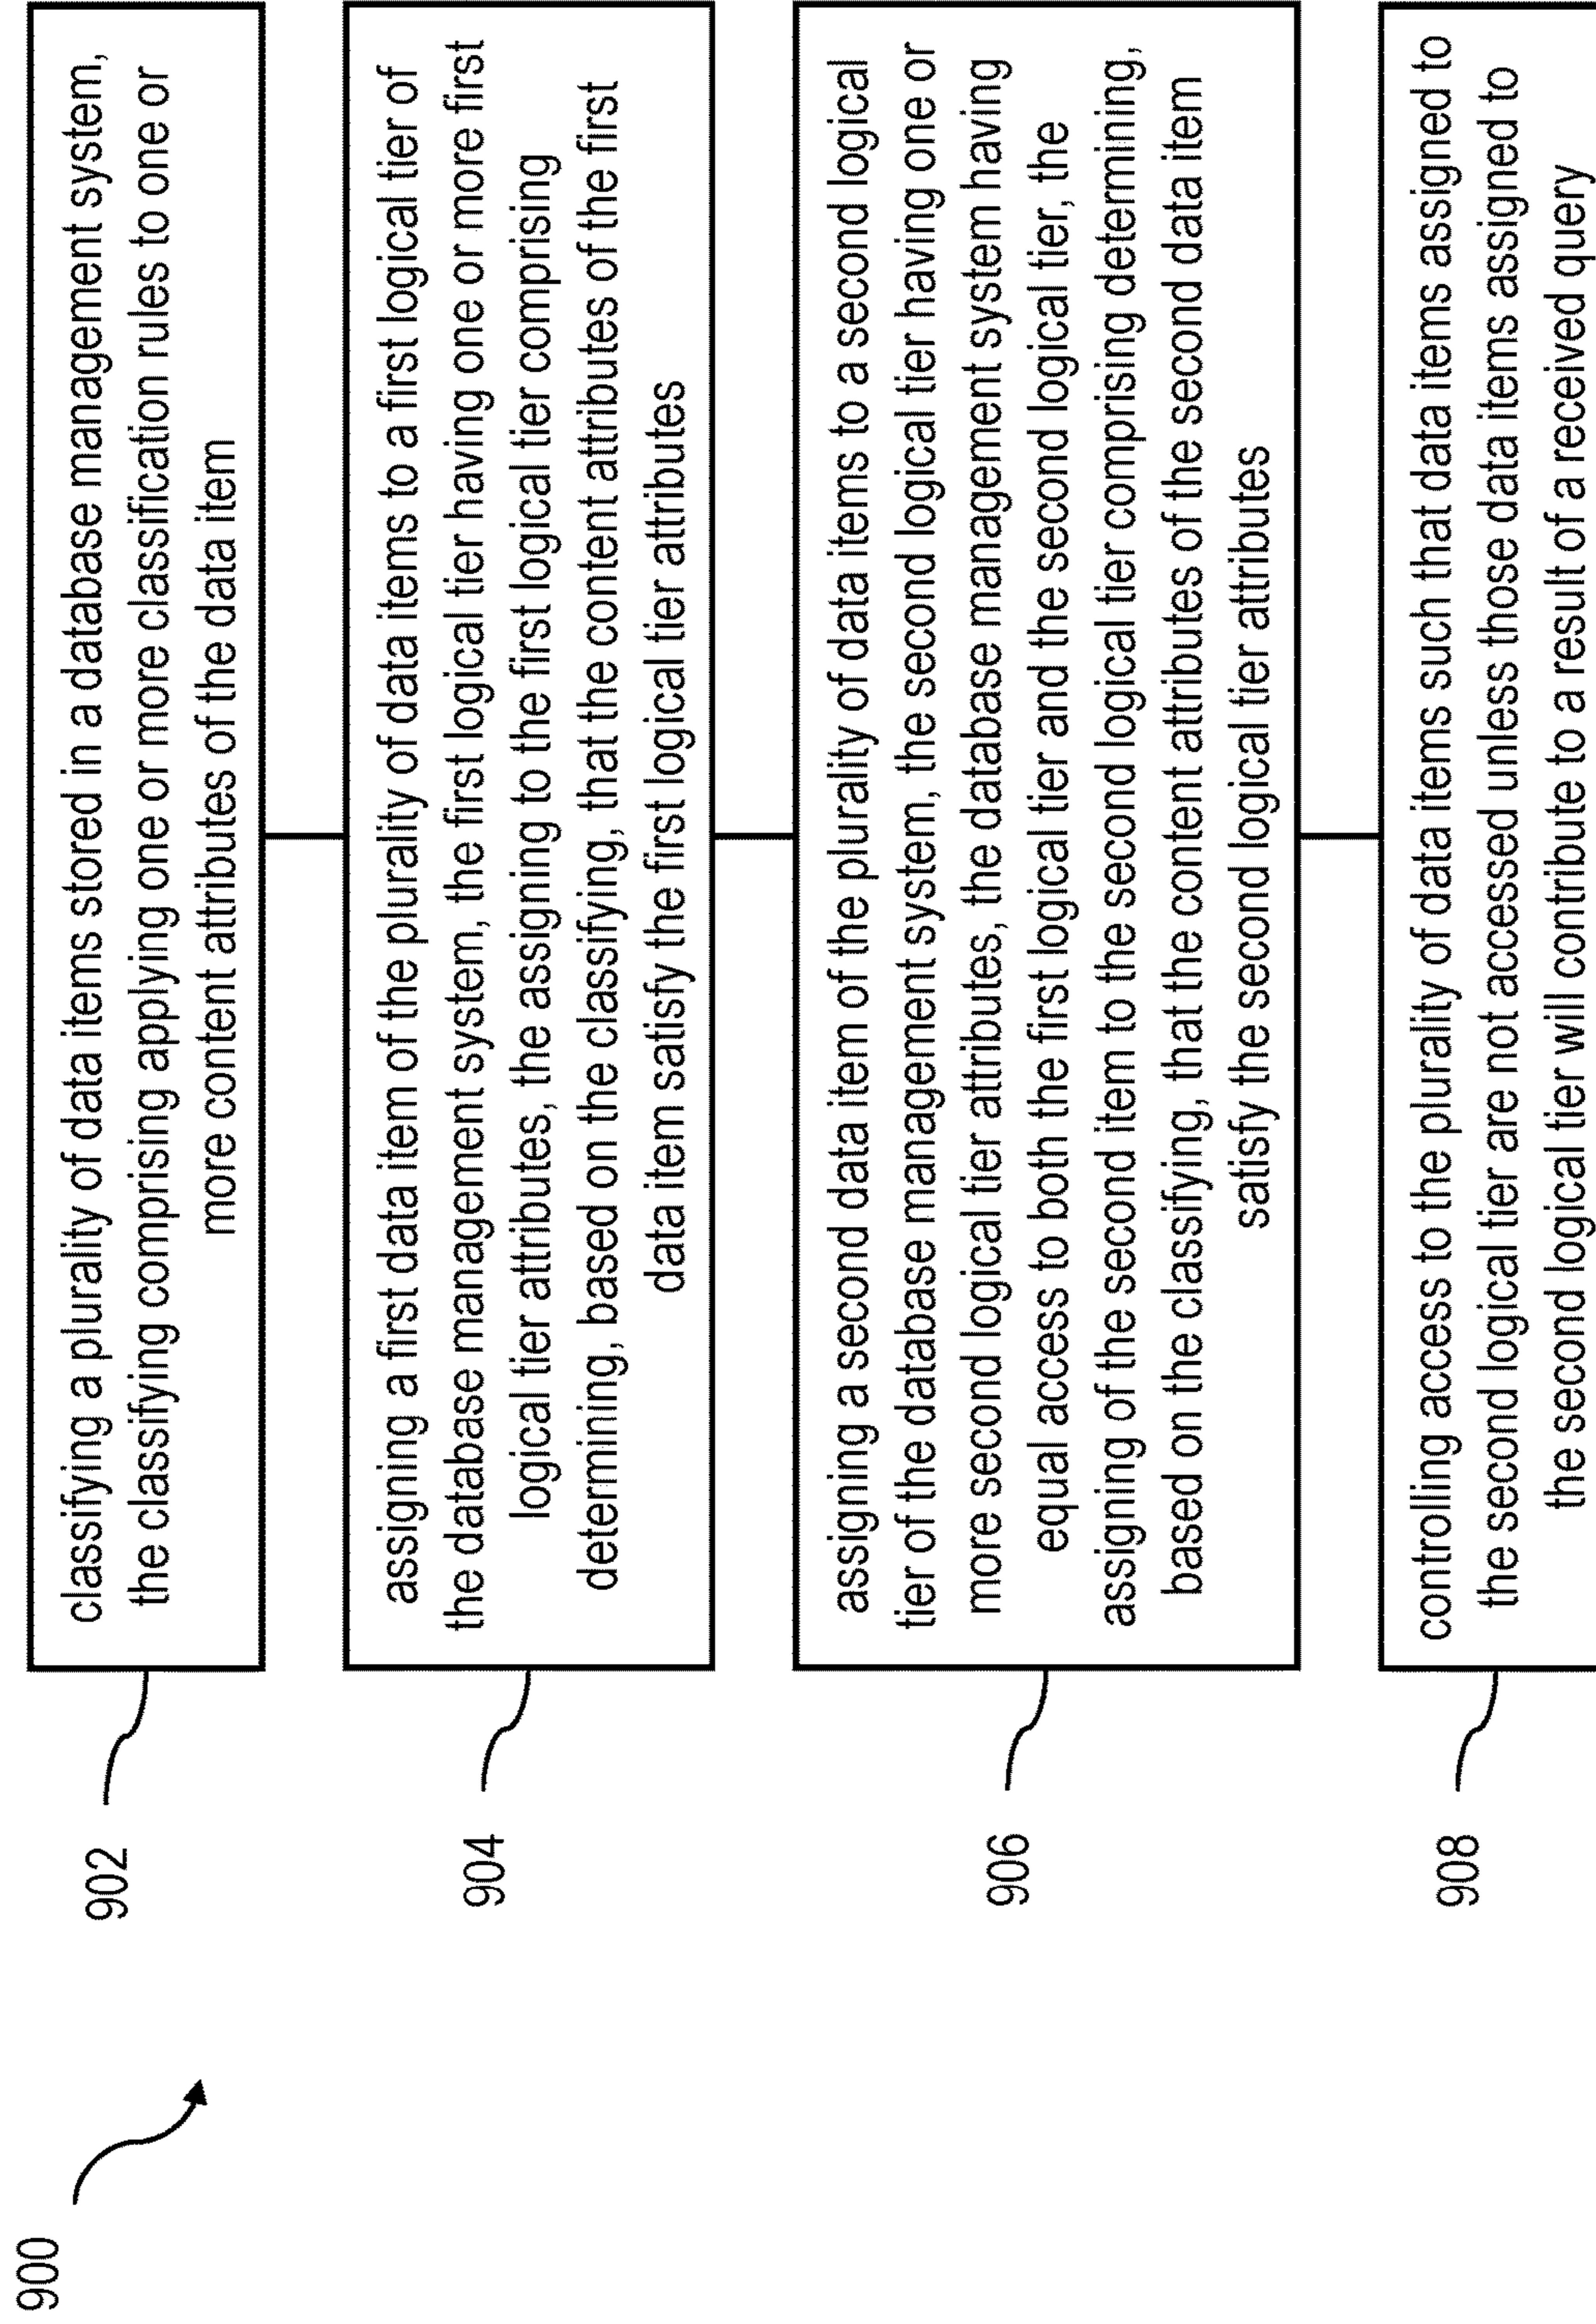 900
902
classifying a plurality of data items stored in a database management system,
the classifying comprising applying one or more classification rules to one or
more content attributes of the data item
904
assigning a first data item of the plurality of data items to a first logical tier of
the database management system, the first logical tier having one or more first
logical tier attributes, the assigning to the first logical tier comprising
determining, based on the classifying, that the content attributes of the first
data item satisfy the first logical tier attributes
906
assigning a second data item of the plurality of data items to a second logical
tier of the database management system, the second logical tier having one or
more second logical tier attributes, the database management system having
equal access to both the first logical tier and the second logical tier, the
assigning of the second item to the second logical tier comprising determining,
based on the classifying, that the content attributes of the second data item
satisfy the second logical tier attributes
908
controlling access to the plurality of data items such that data items assigned to
the second logical tier are not accessed unless those data items assigned to
the second logical tier will contribute to a result of a received query